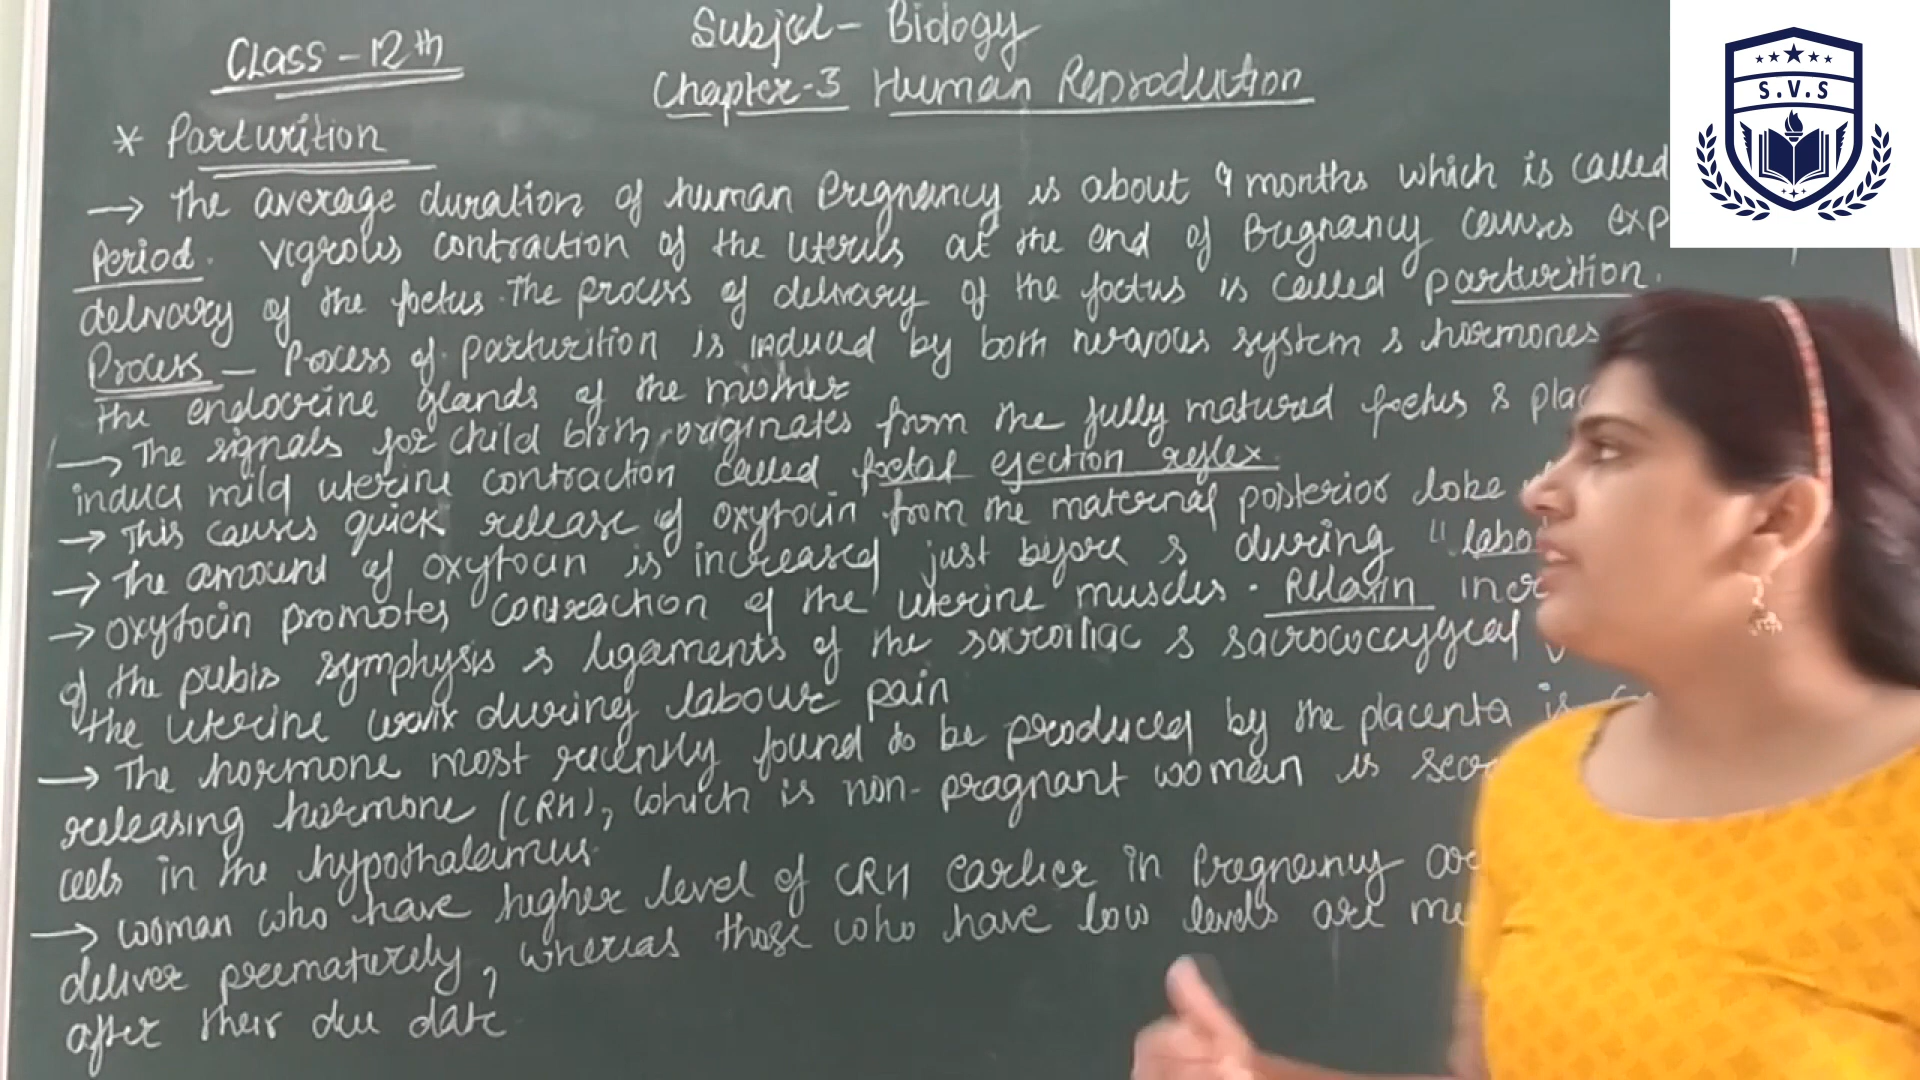 Class - 12th
Subject - Biology
Chapter-3 Human Reproduction
S.V.S
* Parturition
→ The average duration of human Pregnancy is about 9 months which is called
Period. Vigrous contraction of the uterus at the end of Pregnancy causes exp
delivary of the foetus. The process of delivary of the foetus is called parturition.
Process - Process of parturition is induced by both nervous system & hormones
the endocrine glands of the mother
→ The signals for child birth originates from the fully matured foetus & plac
induce mild uterine contraction called foetal ejection reflex.
→ This causes quick release of oxytocin from the maternal posterior lobe
→ The amount of oxytocin is increased just before & during "labo
→ oxytocin promotes contraction of the uterine muscles. Relaxin incr
of the pubis symphysis & ligaments of the sacroiliac & sacrococcygeal
the uterine during labour pain
→ The hormone most recently found to be produced by the placenta is
releasing hormone (CRH), which is non-pragnant woman is secr
cells in the hypothalamus.
→ woman who have higher level of CRH earlier in Pregnancy are
deliver prematurely, whereas those who have low levels are
after their due date